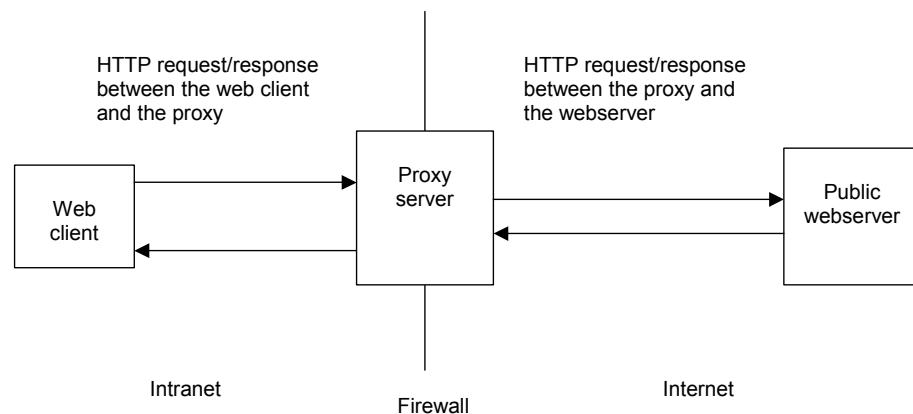 HTTP request/response
between the web client
and the proxy
HTTP request/response
between the proxy and
the webserver
Web
client
Proxy
server
Public
webserver
Intranet
Firewall
Internet